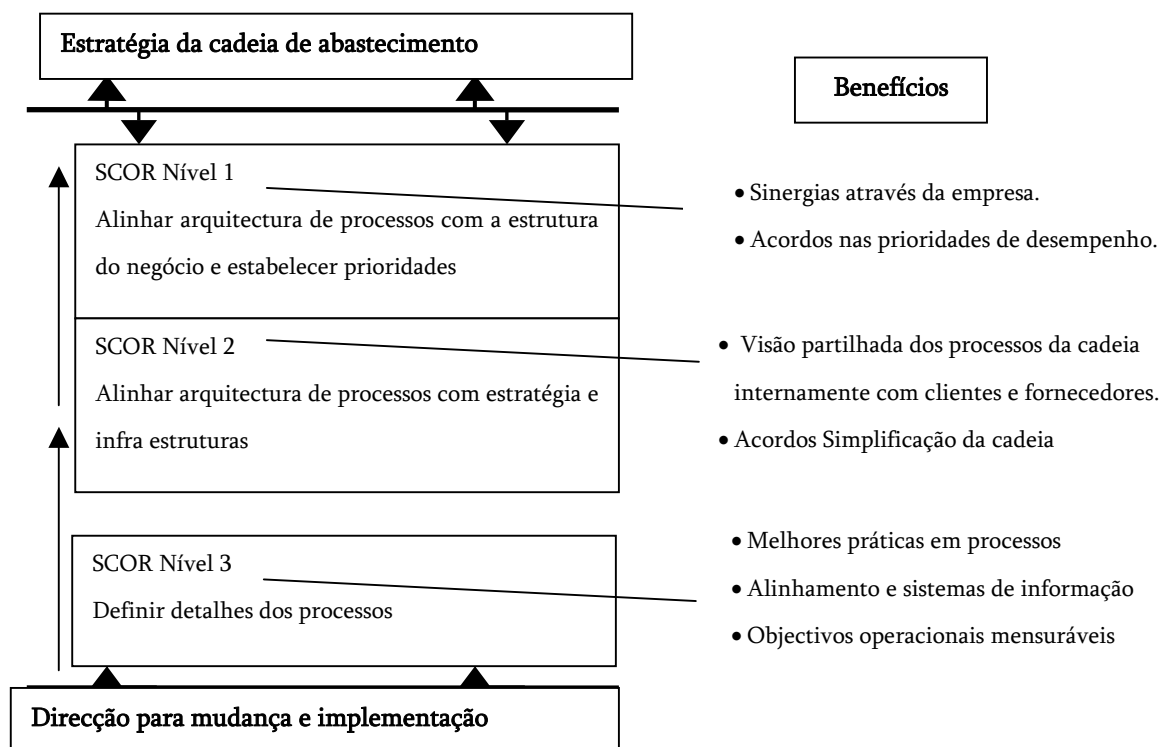 Estratégia da cadeia de abastecimento
Benefícios
SCOR Nível 1
Alinhar arquitectura de processos com a estrutura
do negócio e estabelecer prioridades
• Sinergias através da empresa.
• Acordos nas prioridades de desempenho.
SCOR Nível 2
Alinhar arquitectura de processos com estratégia e
infra estruturas
• Visão partilhada dos processos da cadeia
internamente com clientes e fornecedores.
• Acordos Simplificação da cadeia
SCOR Nível 3
Definir detalhes dos processos
• Melhores práticas em processos
• Alinhamento e sistemas de informação
• Objectivos operacionais mensuráveis
Direcção para mudança e implementação